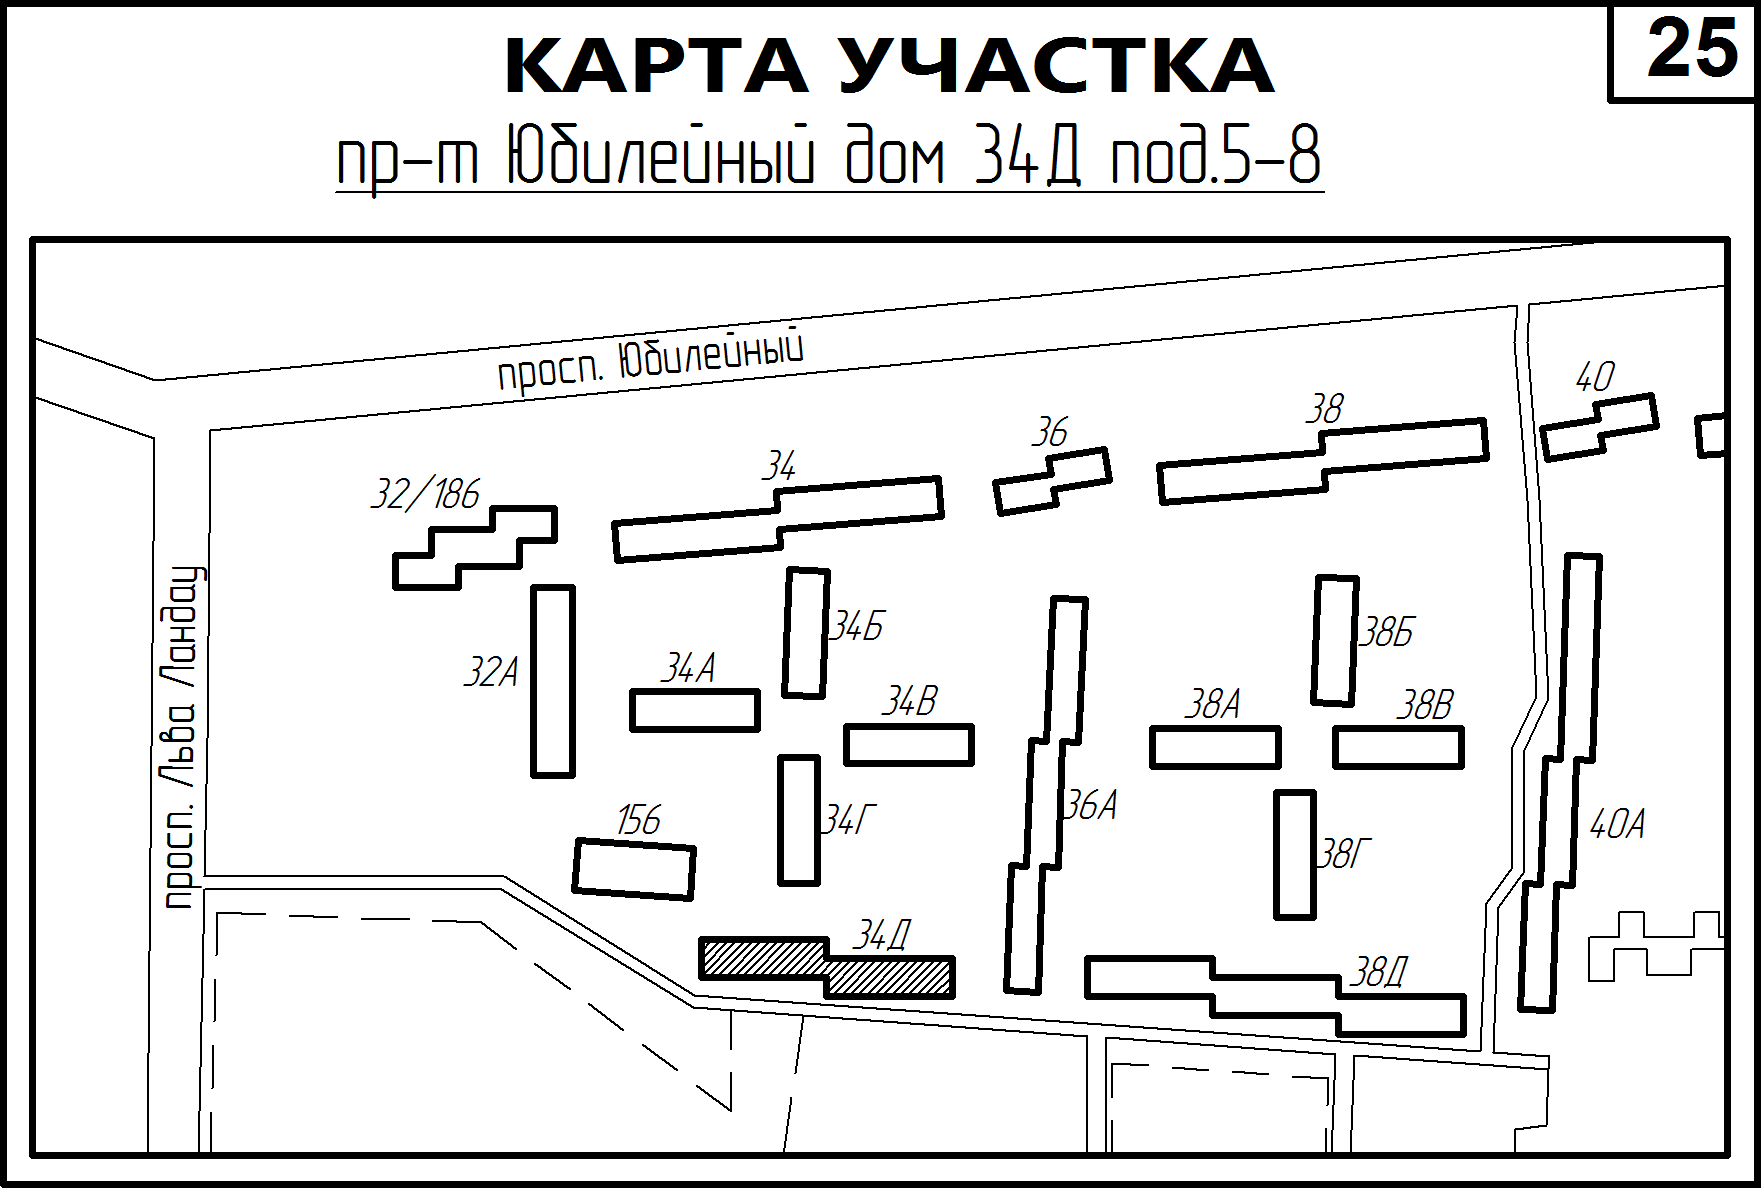 25
КАРТА УЧАСТКА
пр-т Юбилейный дом 34Д под.5-8
просп. Юбилейный
40
38
36
34
32/186
34Б
38Б
32А
34А
34В
38А
38В
просп. Льва Ландау
156
34Г
36А
38Г
40А
34Д
38Д